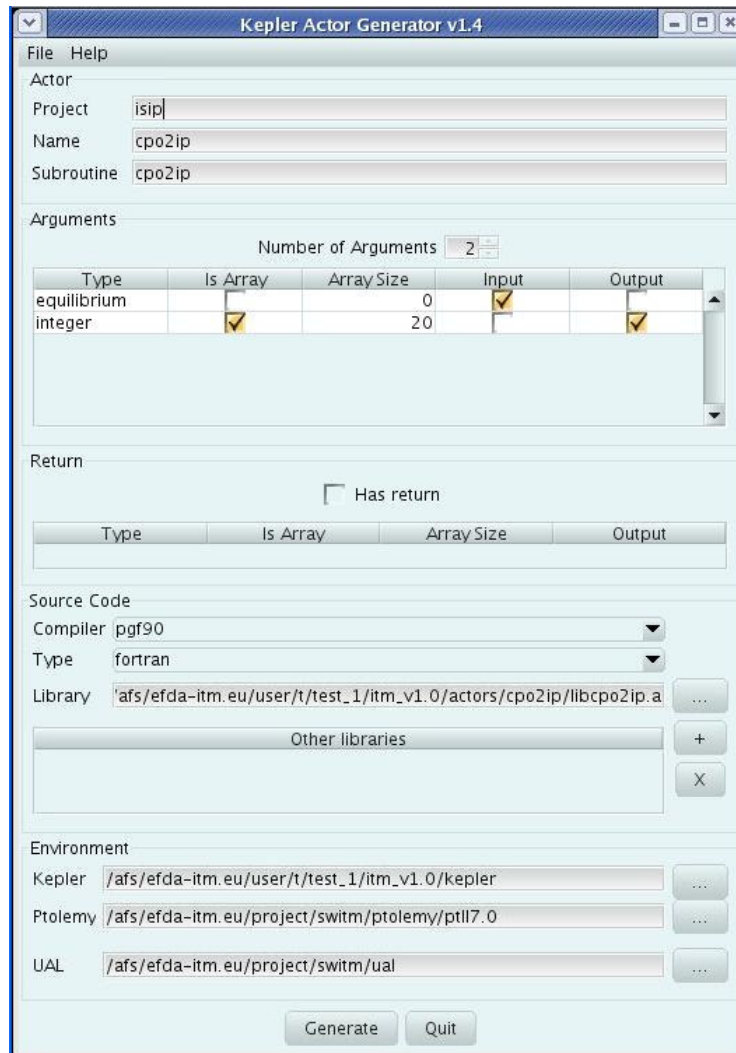 Kepler Actor Generator v1.4
File Help
Actor
Project isip
Name cpo2ip
Subroutine cpo2ip
Arguments
Number of Arguments 2
Type Is Array Array Size Input Output
equilibrium 0
integer 20
Return
Has return
Type Is Array Array Size Output
Source Code
Compiler pgf90
Type fortran
Library 'afs/efda-itm.eu/user/t/test_1/itm_v1.0/actors/cpo2ip/libcpo2ip.a ...
Other libraries +
X
Environment
Kepler /afs/efda-itm.eu/user/t/test_1/itm_v1.0/kepler ...
Ptolemy /afs/efda-itm.eu/project/switm/ptolemy/ptII7.0 ...
UAL /afs/efda-itm.eu/project/switm/ual ...
Generate Quit